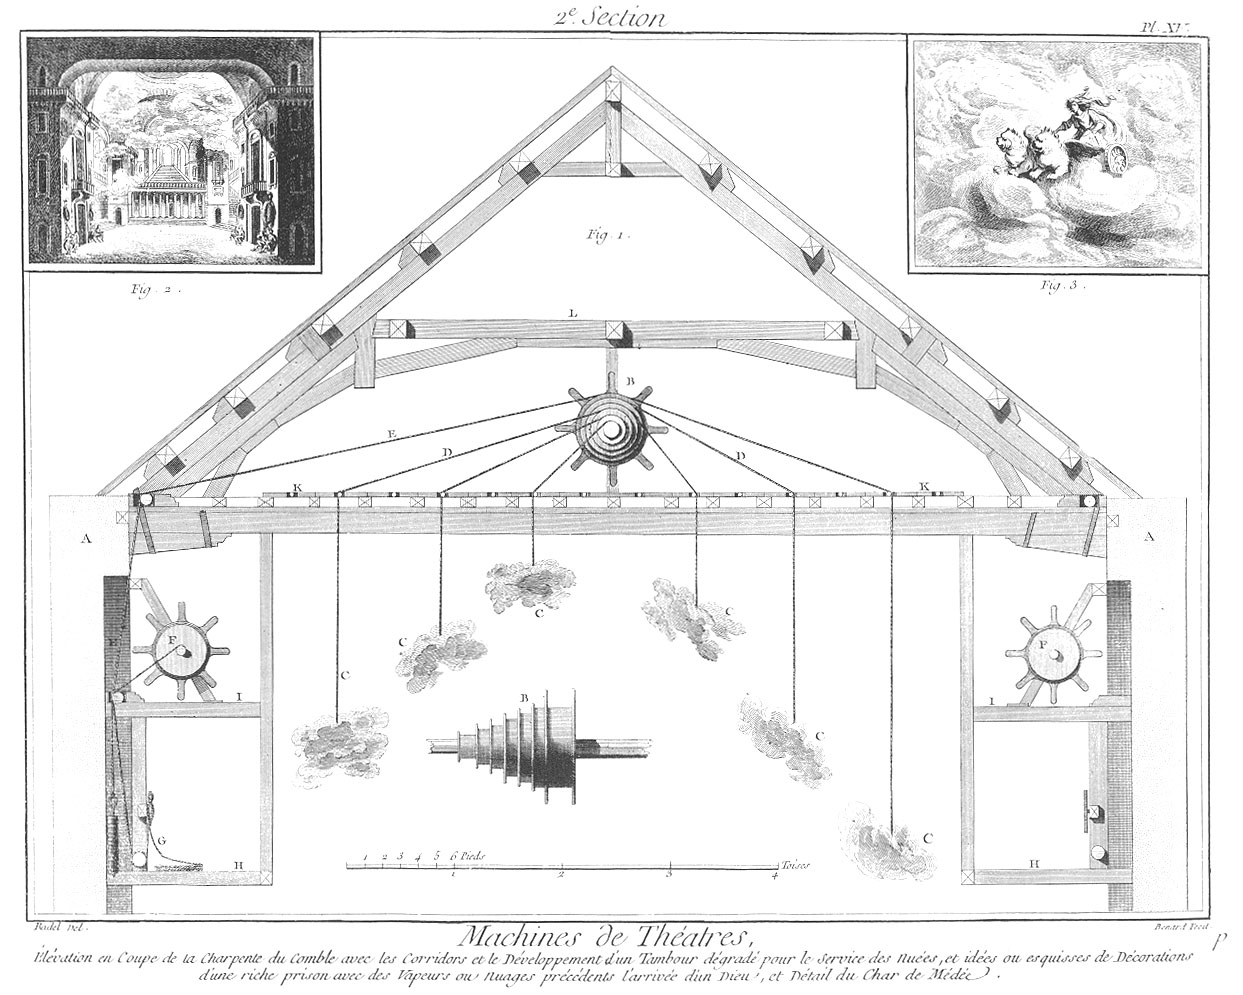 2.e Section
Pl. XV.
Fig. 1.
Fig. 2.
Fig. 3.
L
B
E
D
D
K
K
A
A
C
C
C
C
C
C
E
F
F
I
I
B
G
H
H
1 2 3 4 5 6 Pieds
1 2 3 4 Toises
Radel Del.
Benard Fecit
Machines de Théatres,
Élévation en Coupe de la Charpente du Comble avec les Corridors et le Développement d'un Tambour dégradé pour le Service des Nuées, et idées ou esquisses de Décorations
d'une riche prison avec des Vapeurs ou Nuages précédents l'arrivée d'un Dieu, et Détail du Char de Médée.